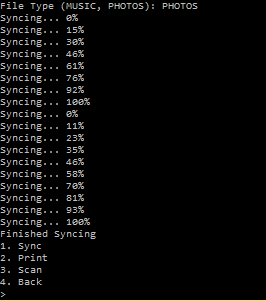 File Type (MUSIC, PHOTOS): PHOTOS
Syncing... 0%
Syncing... 15%
Syncing... 30%
Syncing... 46%
Syncing... 61%
Syncing... 76%
Syncing... 92%
Syncing... 100%
Syncing... 0%
Syncing... 11%
Syncing... 23%
Syncing... 35%
Syncing... 46%
Syncing... 58%
Syncing... 70%
Syncing... 81%
Syncing... 93%
Syncing... 100%
Finished Syncing
1. Sync
2. Print
3. Scan
4. Back
>